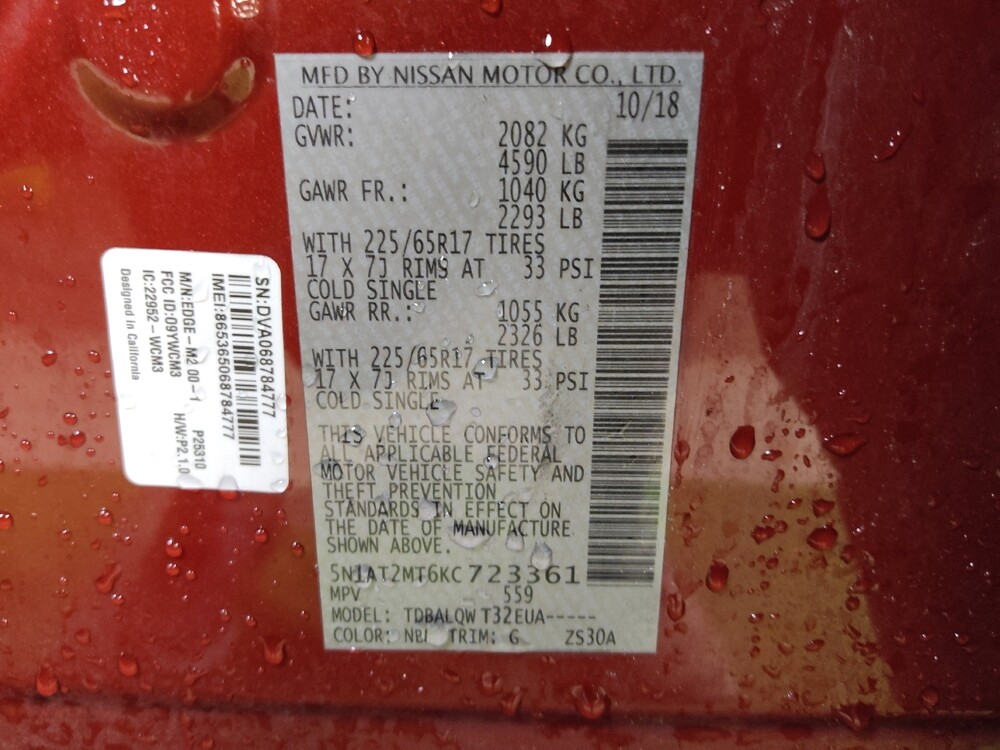 MFD BY NISSAN MOTOR CO., LTD.
DATE: 10/18
GVWR: 2082 KG
4590 LB
GAWR FR.: 1040 KG
2293 LB
WITH 225/65R17 TIRES
17 X 7J RIMS AT 33 PSI
COLD SINGLE
GAWR RR.: 1055 KG
2326 LB
WITH 225/65R17 TIRES
17 X 7J RIMS AT 33 PSI
COLD SINGLE
THIS VEHICLE CONFORMS TO
ALL APPLICABLE FEDERAL
MOTOR VEHICLE SAFETY AND
THEFT PREVENTION
STANDARDS IN EFFECT ON
THE DATE OF MANUFACTURE
SHOWN ABOVE.
5N1AT2MT6KC723361
MPV 559
MODEL: TDBALQW T32EUA-----
COLOR: TRIM: G ZS30A
SN:DVA068784777
IMEI:865365068784777
M/N:EDGE-M2 00-1 P25310
FCC ID:09YWCM3 H/W:P2.1.0
IC:22952-WCM3
Designed in California